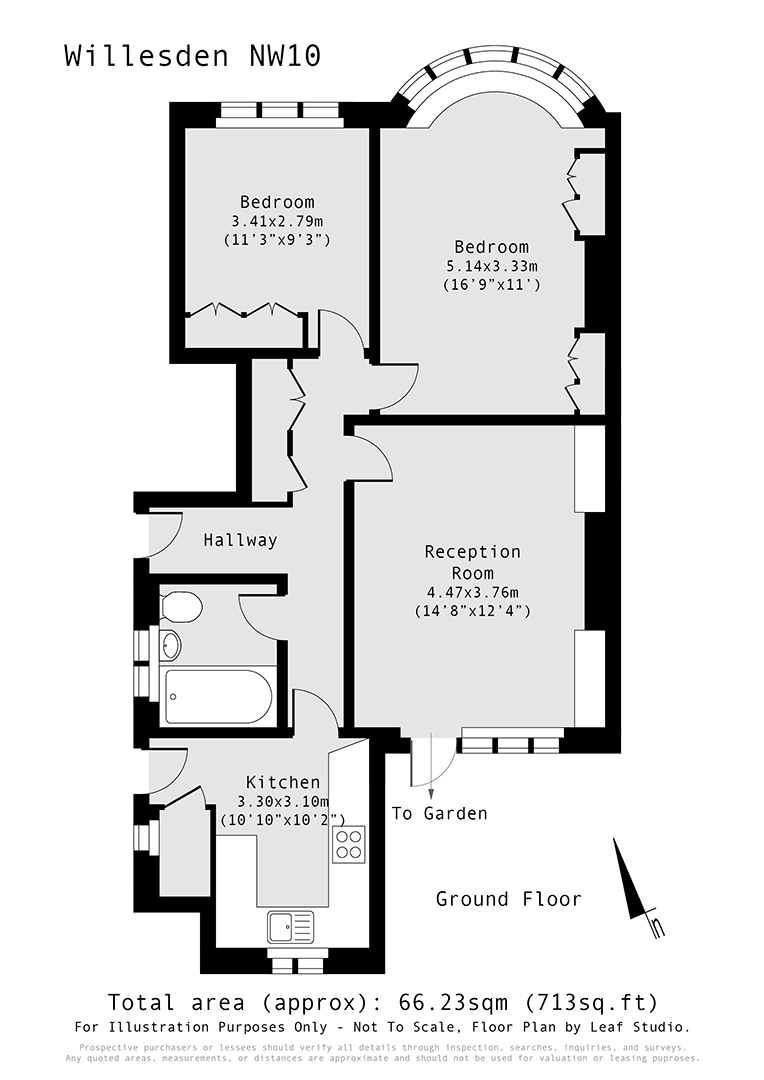 Willesden NW10
Bedroom
3.41x2.79m
(11'3”x9'3”)
Bedroom
5.14x3.33m
(16'9”x11')
Hallway
Reception
Room
4.47x3.76m
(14'8”x12'4”)
Kitchen
3.30x3.10m
(10'10”x10'2”)
To Garden
Ground Floor
n
Total area (approx): 66.23sqm (713sq.ft)
For Illustration Purposes Only - Not To Scale, Floor Plan by Leaf Studio.
Prospective purchasers or lessees should verify all details through inspection, searches, inquiries, and surveys.
Any quoted areas, measurements, or distances are approximate and should not be used for valuation or leasing puproses.